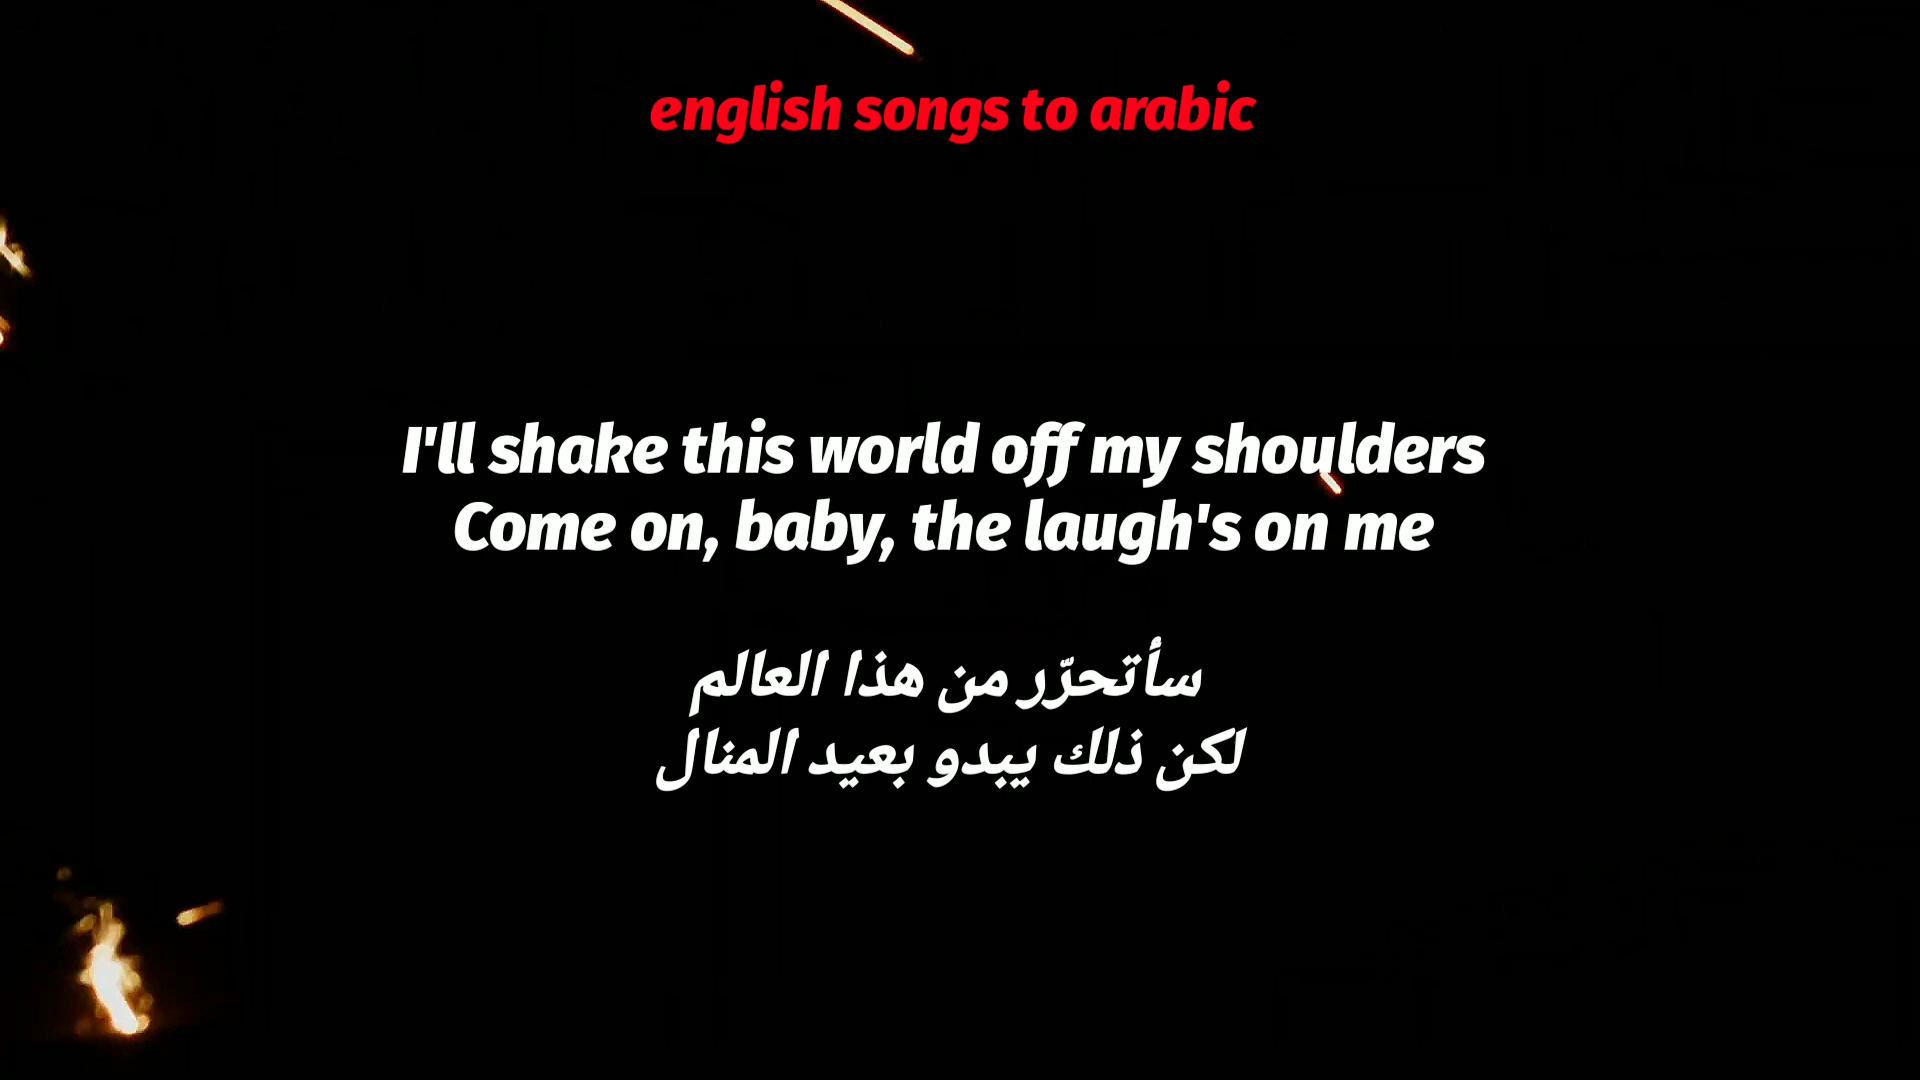 english songs to arabic
I'll shake this world off my shoulders
Come on, baby, the laugh's on me
سأتحرّر من هذا العالم
لكن ذلك يبدو بعيد المنال